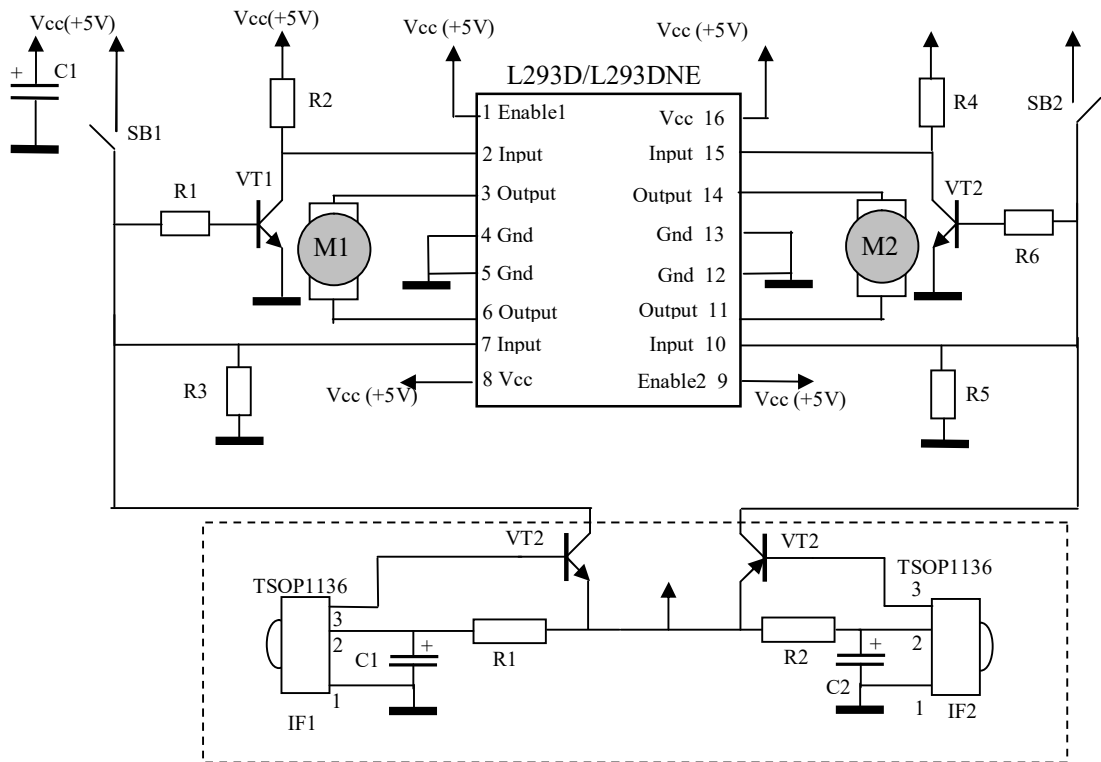 Vcc(+5V)
Vcc(+5V)
Vcc (+5V)
Vcc (+5V)
+
C1
SB1
R2
L293D/L293DNE
R4
SB2
1 Enable1
Vcc 16
2 Input
Input 15
R1
VT1
3 Output
Output 14
VT2
M1
4 Gnd
Gnd 13
M2
R6
5 Gnd
Gnd 12
6 Output
Output 11
7 Input
Input 10
R3
Vcc (+5V)
8 Vcc
Enable2 9
Vcc (+5V)
R5
VT2
VT2
TSOP1136
TSOP1136
3
3
2
2
C1
+
R1
R2
+
C2
1
1
IF1
IF2